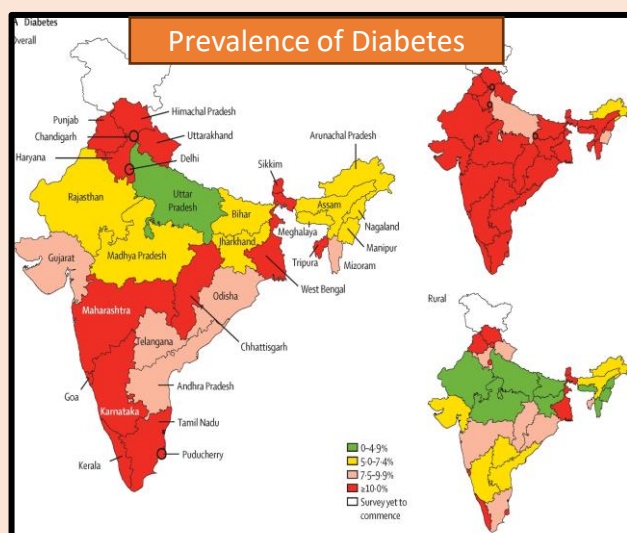 Prevalence of Diabetes
A Diabetes
Overall
Punjab
Himachal Pradesh
Chandigarh
Uttarakhand
Haryana
Delhi
Arunachal Pradesh
Sikkim
Rajasthan
Uttar
Pradesh
Bihar
Assam
Nagaland
Meghalaya
Manipur
Jharkhand
Gujarat
Madhya Pradesh
Tripura
Mizoram
West Bengal
Odisha
Maharashtra
Chhattisgarh
Telangana
Goa
Andhra Pradesh
Karnataka
Tamil Nadu
Kerala
Puducherry
Rural
0–4·9%
5·0–7·4%
7·5–9·9%
≥10·0%
Survey yet to
commence